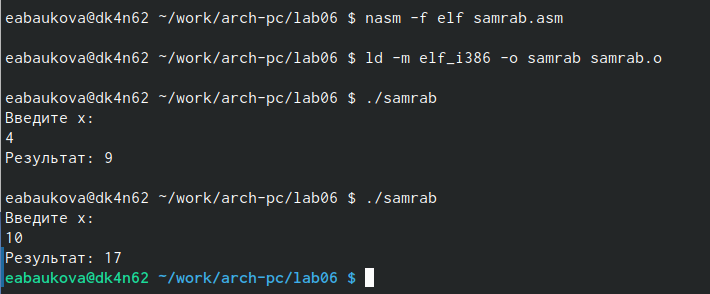 eabaukova@dk4n62 ~/work/arch-pc/lab06 $ nasm -f elf samrab.asm
eabaukova@dk4n62 ~/work/arch-pc/lab06 $ ld -m elf_i386 -o samrab samrab.o
eabaukova@dk4n62 ~/work/arch-pc/lab06 $ ./samrab
Введите x:
4
Результат: 9
eabaukova@dk4n62 ~/work/arch-pc/lab06 $ ./samrab
Введите x:
10
Результат: 17
eabaukova@dk4n62 ~/work/arch-pc/lab06 $